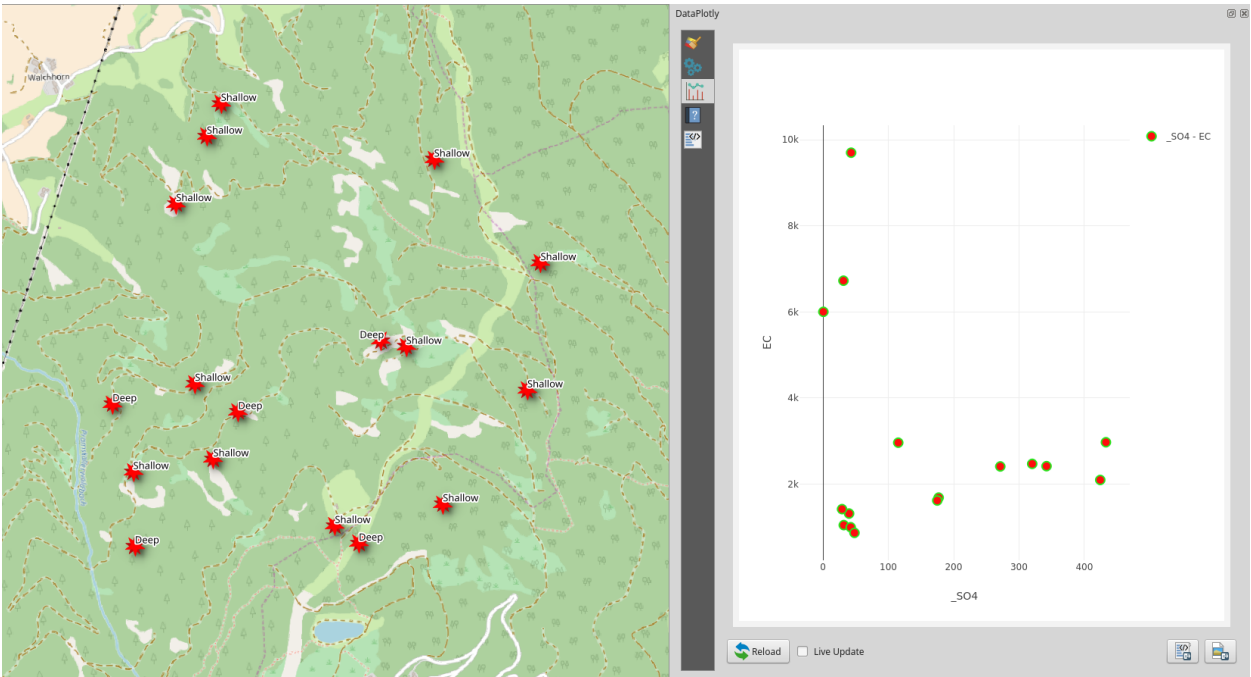 Walchhorn
Shallow
Shallow
Shallow
Shallow
Shallow
Deep
Shallow
Shallow
Shallow
Deep
Deep
Shallow
Shallow
Shallow
Shallow
Deep
Deep
DataPlotly
_SO4 - EC
10k
8k
6k
4k
2k
EC
0 100 200 300 400
_SO4
Reload
Live Update